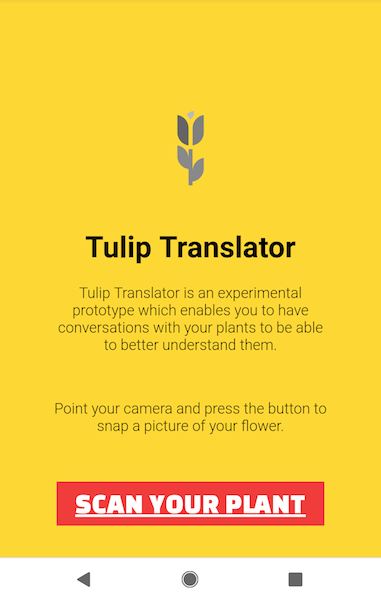 Tulip Translator
Tulip Translator is an experimental
prototype which enables you to have
conversations with your plants to be able
to better understand them.
Point your camera and press the button to
snap a picture of your flower.
SCAN YOUR PLANT